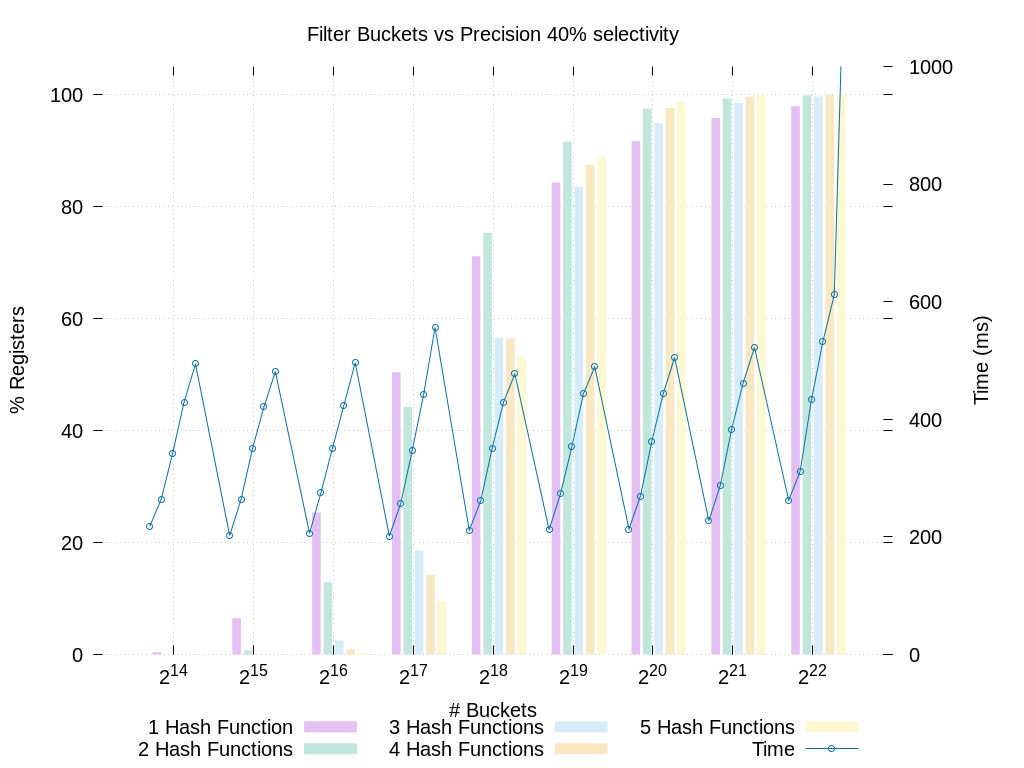 Filter Buckets vs Precision 40% selectivity
% Registers
100
80
60
40
20
0
1000
800
600
400
200
0
Time (ms)
2^14 2^15 2^16 2^17 2^18 2^19 2^20 2^21 2^22
# Buckets
1 Hash Function 3 Hash Functions 5 Hash Functions
2 Hash Functions 4 Hash Functions Time